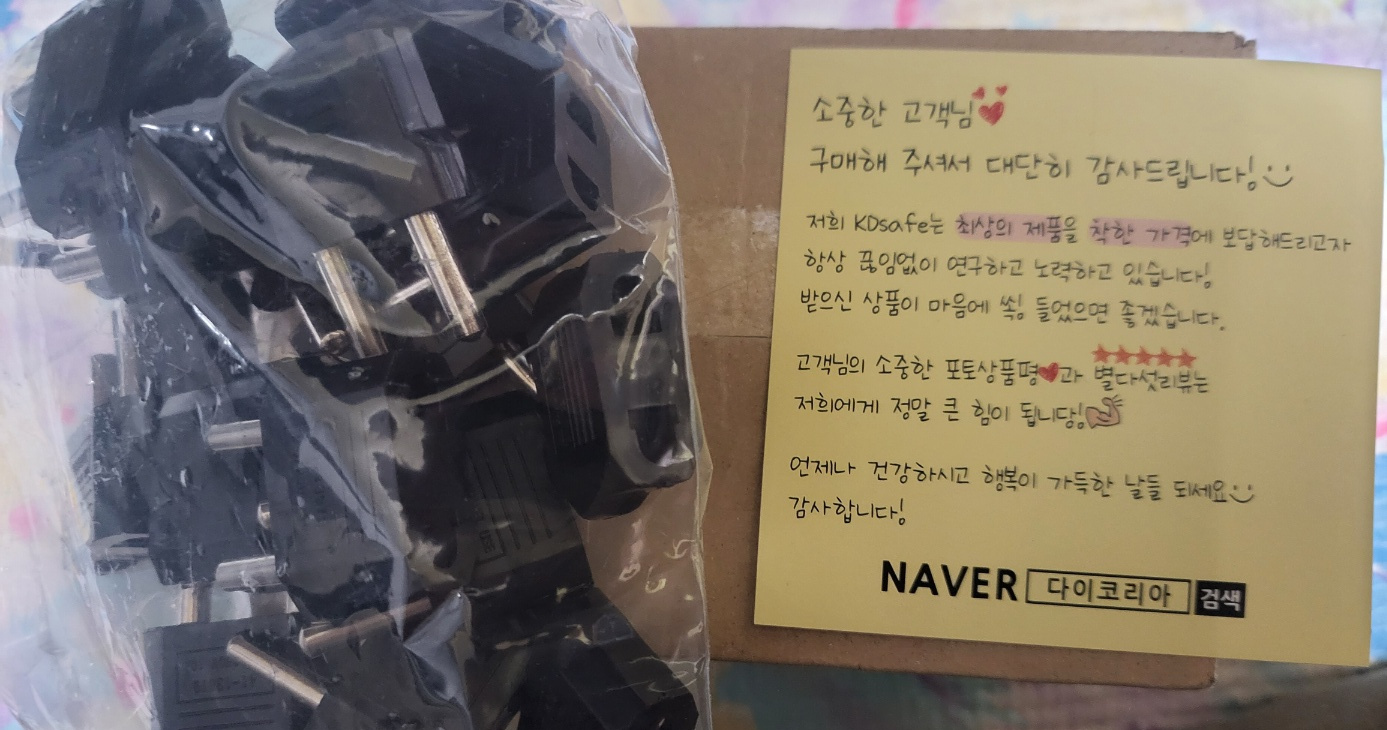 소중한 고객님
구매해 주셔서 대단히 감사드립니다!
저희 KDsafe는 최상의 제품을 착한 가격에 보답해드리고자
항상 끊임없이 연구하고 노력하고 있습니다!
받으신 상품이 마음에 쏙! 들었으면 좋겠습니다.
고객님의 소중한 포토상품평♥과 별다섯리뷰는
저희에게 정말 큰 힘이 됩니당!
언제나 건강하시고 행복이 가득한 날들 되세요
감사합니다!
NAVER 다이코리아 검색